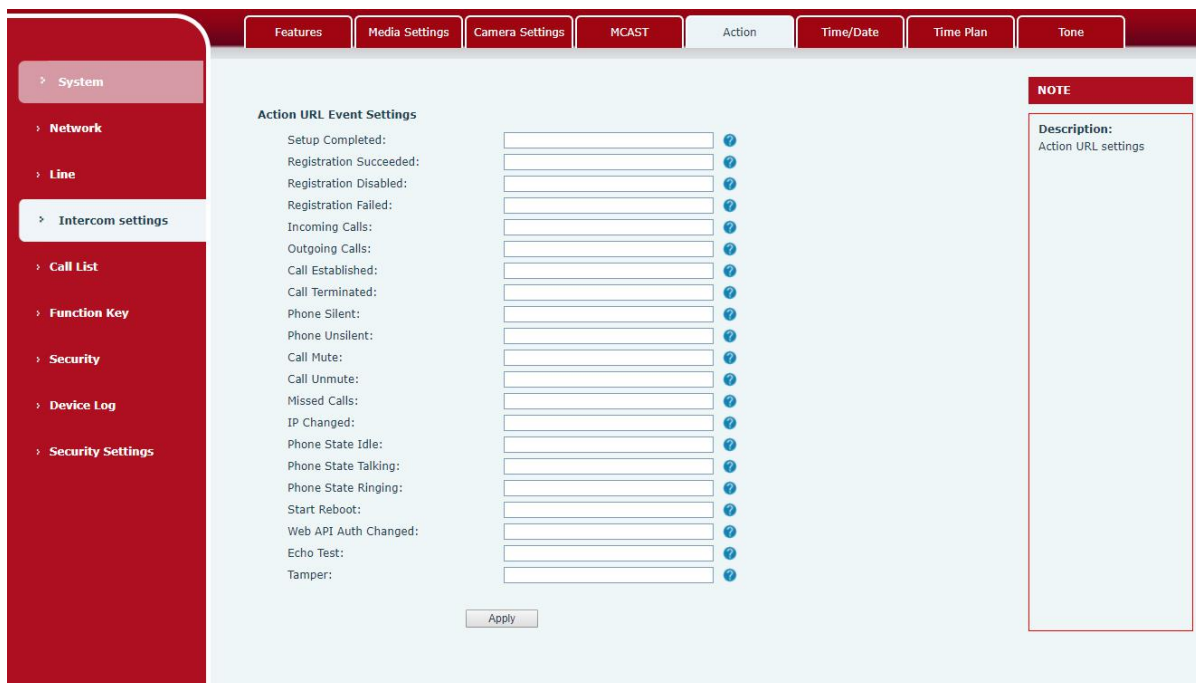 Features Media Settings Camera Settings MCAST Action Time/Date Time Plan Tone
System
Network
Line
Intercom settings
Call List
Function Key
Security
Device Log
Security Settings
Action URL Event Settings
Setup Completed:
Registration Succeeded:
Registration Disabled:
Registration Failed:
Incoming Calls:
Outgoing Calls:
Call Established:
Call Terminated:
Phone Silent:
Phone Unsilent:
Call Mute:
Call Unmute:
Missed Calls:
IP Changed:
Phone State Idle:
Phone State Talking:
Phone State Ringing:
Start Reboot:
Web API Auth Changed:
Echo Test:
Tamper:
Apply
NOTE
Description:
Action URL settings